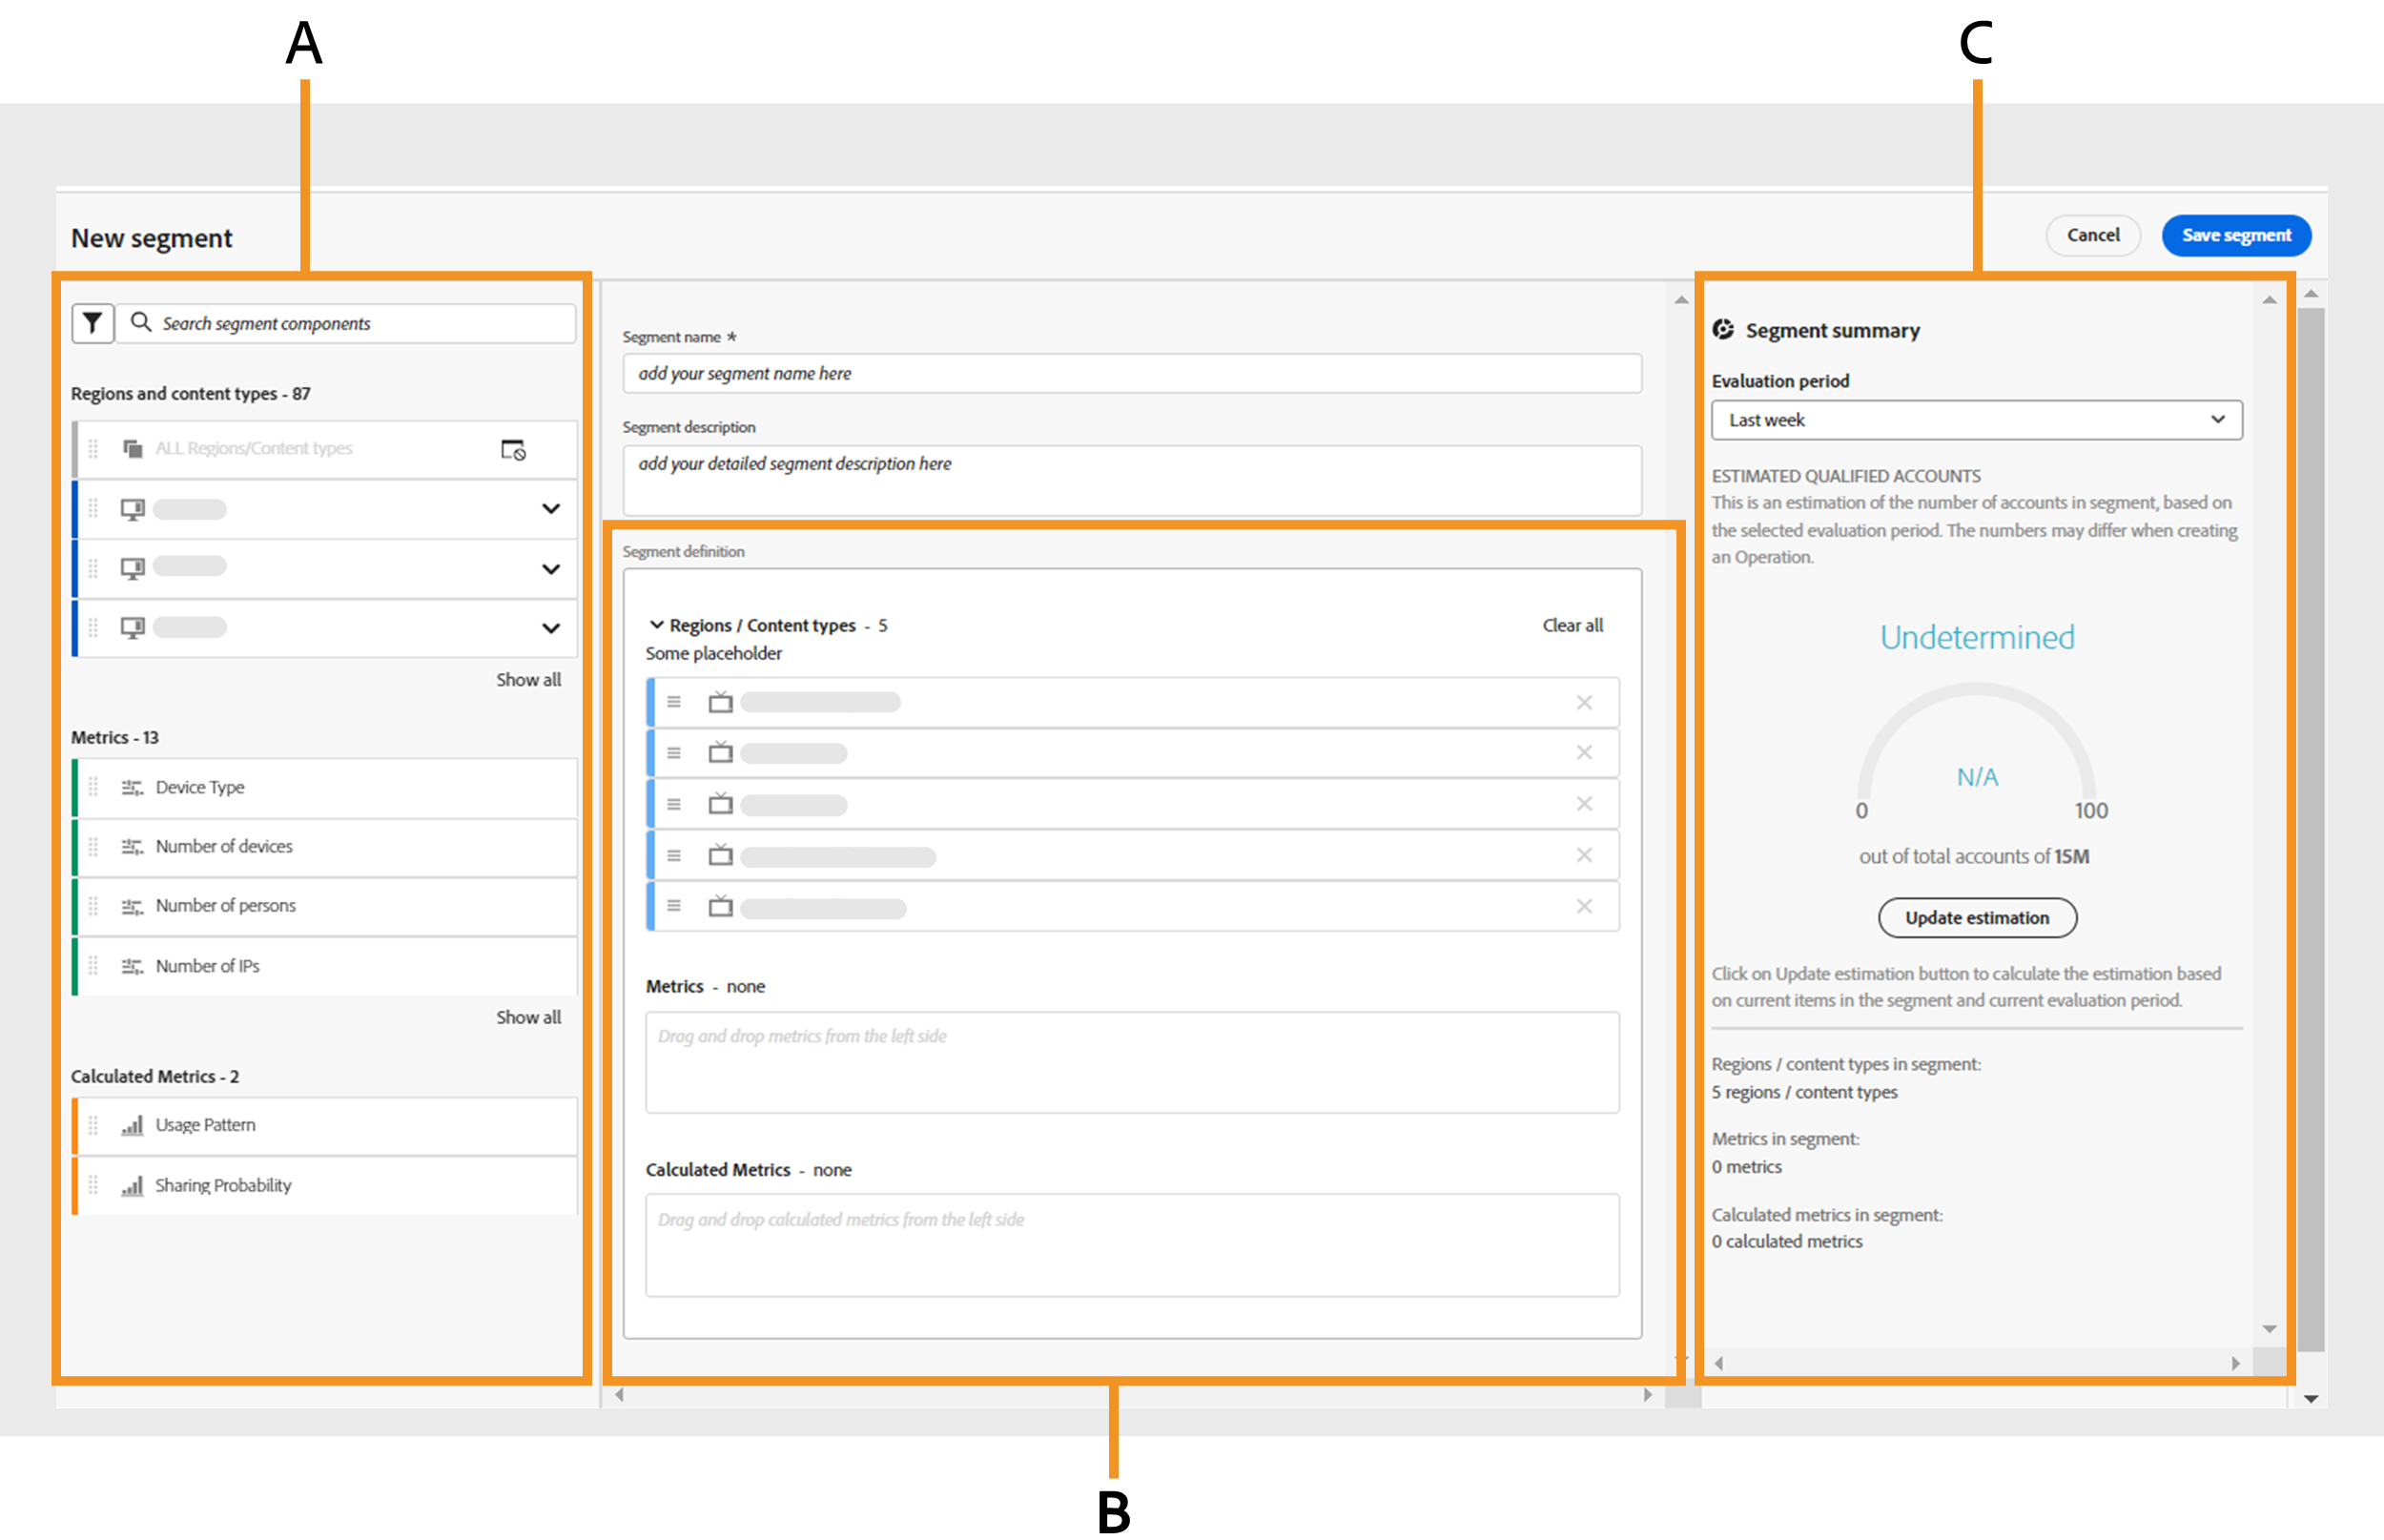 A
C
New segment
Cancel
Save segment
Search segment components
Regions and content types - 87
ALL Regions/Content types
Show all
Metrics - 13
Device Type
Number of devices
Number of persons
Number of IPs
Show all
Calculated Metrics - 2
Usage Pattern
Sharing Probability
Segment name *
add your segment name here
Segment description
add your detailed segment description here
Segment definition
Regions / Content types - 5
Clear all
Some placeholder
Metrics - none
Drag and drop metrics from the left side
Calculated Metrics - none
Drag and drop calculated metrics from the left side
Segment summary
Evaluation period
Last week
ESTIMATED QUALIFIED ACCOUNTS
This is an estimation of the number of accounts in segment, based on
the selected evaluation period. The numbers may differ when creating
an Operation.
Undetermined
N/A
0
100
out of total accounts of 15M
Update estimation
Click on Update estimation button to calculate the estimation based
on current items in the segment and current evaluation period.
Regions / content types in segment:
5 regions / content types
Metrics in segment:
0 metrics
Calculated metrics in segment:
0 calculated metrics
B